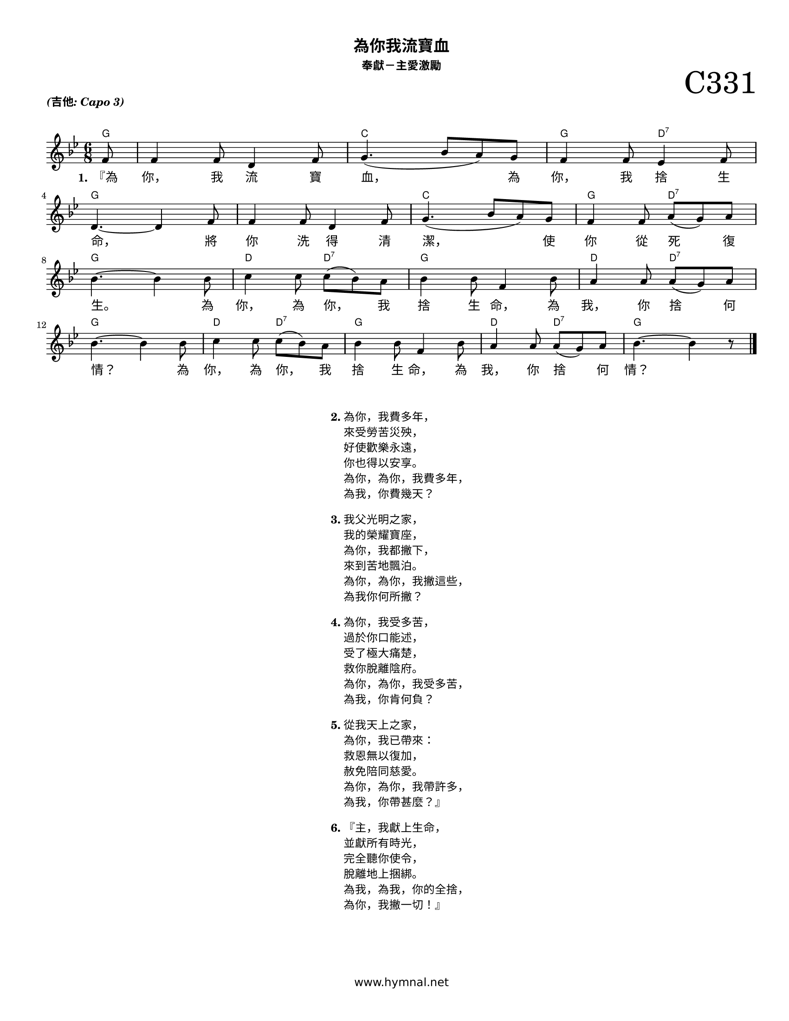 為你我流寶血
奉獻－主愛激勵
C331
(吉他: Capo 3)
G C G D7
1. 『為 你， 我 流 寶 血， 為 你， 我 捨 生
4 G C G D7
命， 將 你 洗 得 清 潔， 使 你 從 死 復
8 G D D7 G D D7
生。 為 你， 為 你， 我 捨 生 命， 為 我， 你 捨 何
12 G D D7 G D D7 G
情？ 為 你， 為 你， 我 捨 生 命， 為 我， 你 捨 何 情？
2. 為你，我費多年，
來受勞苦災殃，
好使歡樂永遠，
你也得以安享。
為你，為你，我費多年，
為我，你費幾天？
3. 我父光明之家，
我的榮耀寶座，
為你，我都撇下，
來到苦地飄泊。
為你，為你，我撇這些，
為我你何所撇？
4. 為你，我受多苦，
過於你口能述，
受了極大痛楚，
救你脫離陰府。
為你，為你，我受多苦，
為我，你肯何負？
5. 從我天上之家，
為你，我已帶來：
救恩無以復加，
赦免陪同慈愛。
為你，為你，我帶許多，
為我，你帶甚麼？』
6. 『主，我獻上生命，
並獻所有時光，
完全聽你使令，
脫離地上捆綁。
為我，為我，你的全捨，
為你，我撇一切！』
www.hymnal.net